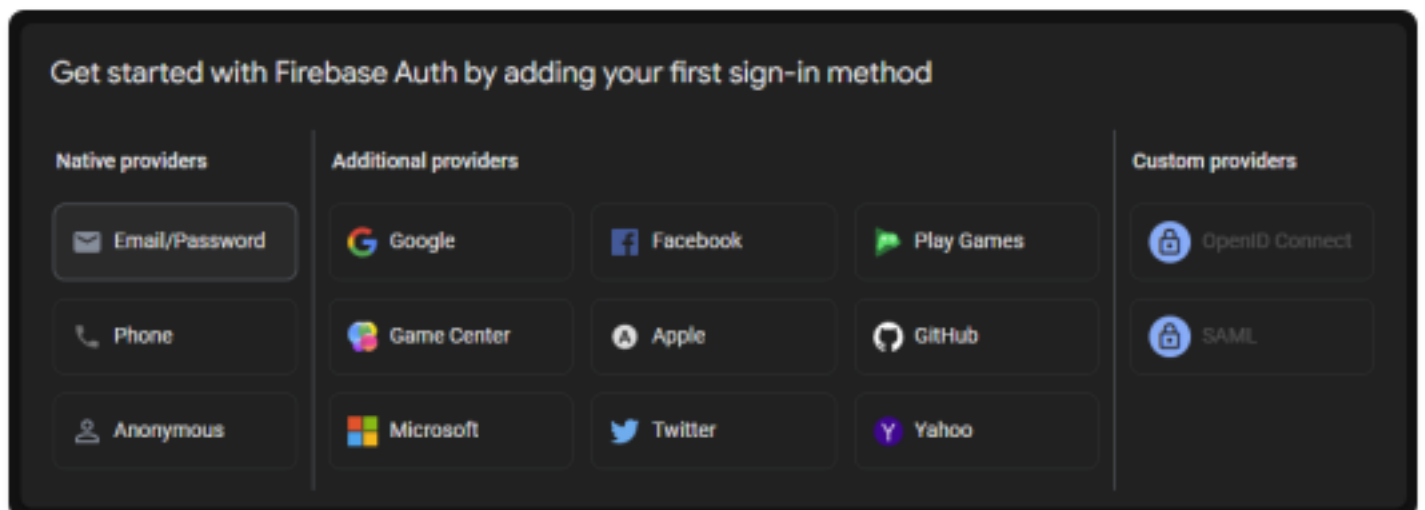 Get started with Firebase Auth by adding your first sign-in method
Native providers
Email/Password
Phone
Anonymous
Additional providers
Google
Facebook
Play Games
Game Center
Apple
GitHub
Microsoft
Twitter
Yahoo
Custom providers
OpenID Connect
SAML